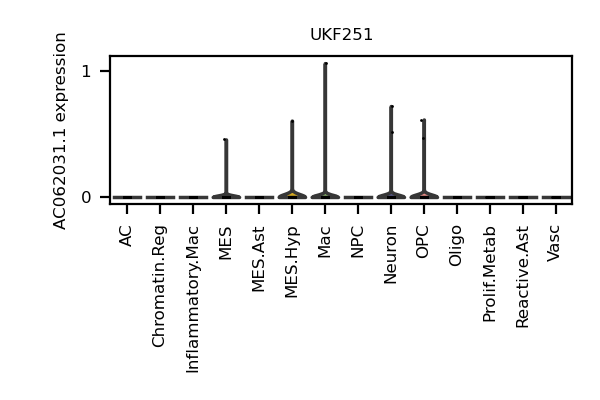 UKF251
AC062031.1 expression
1
0
AC
Chromatin.Reg
Inflammatory.Mac
MES
MES.Ast
MES.Hyp
Mac
NPC
Neuron
OPC
Oligo
Prolif.Metab
Reactive.Ast
Vasc